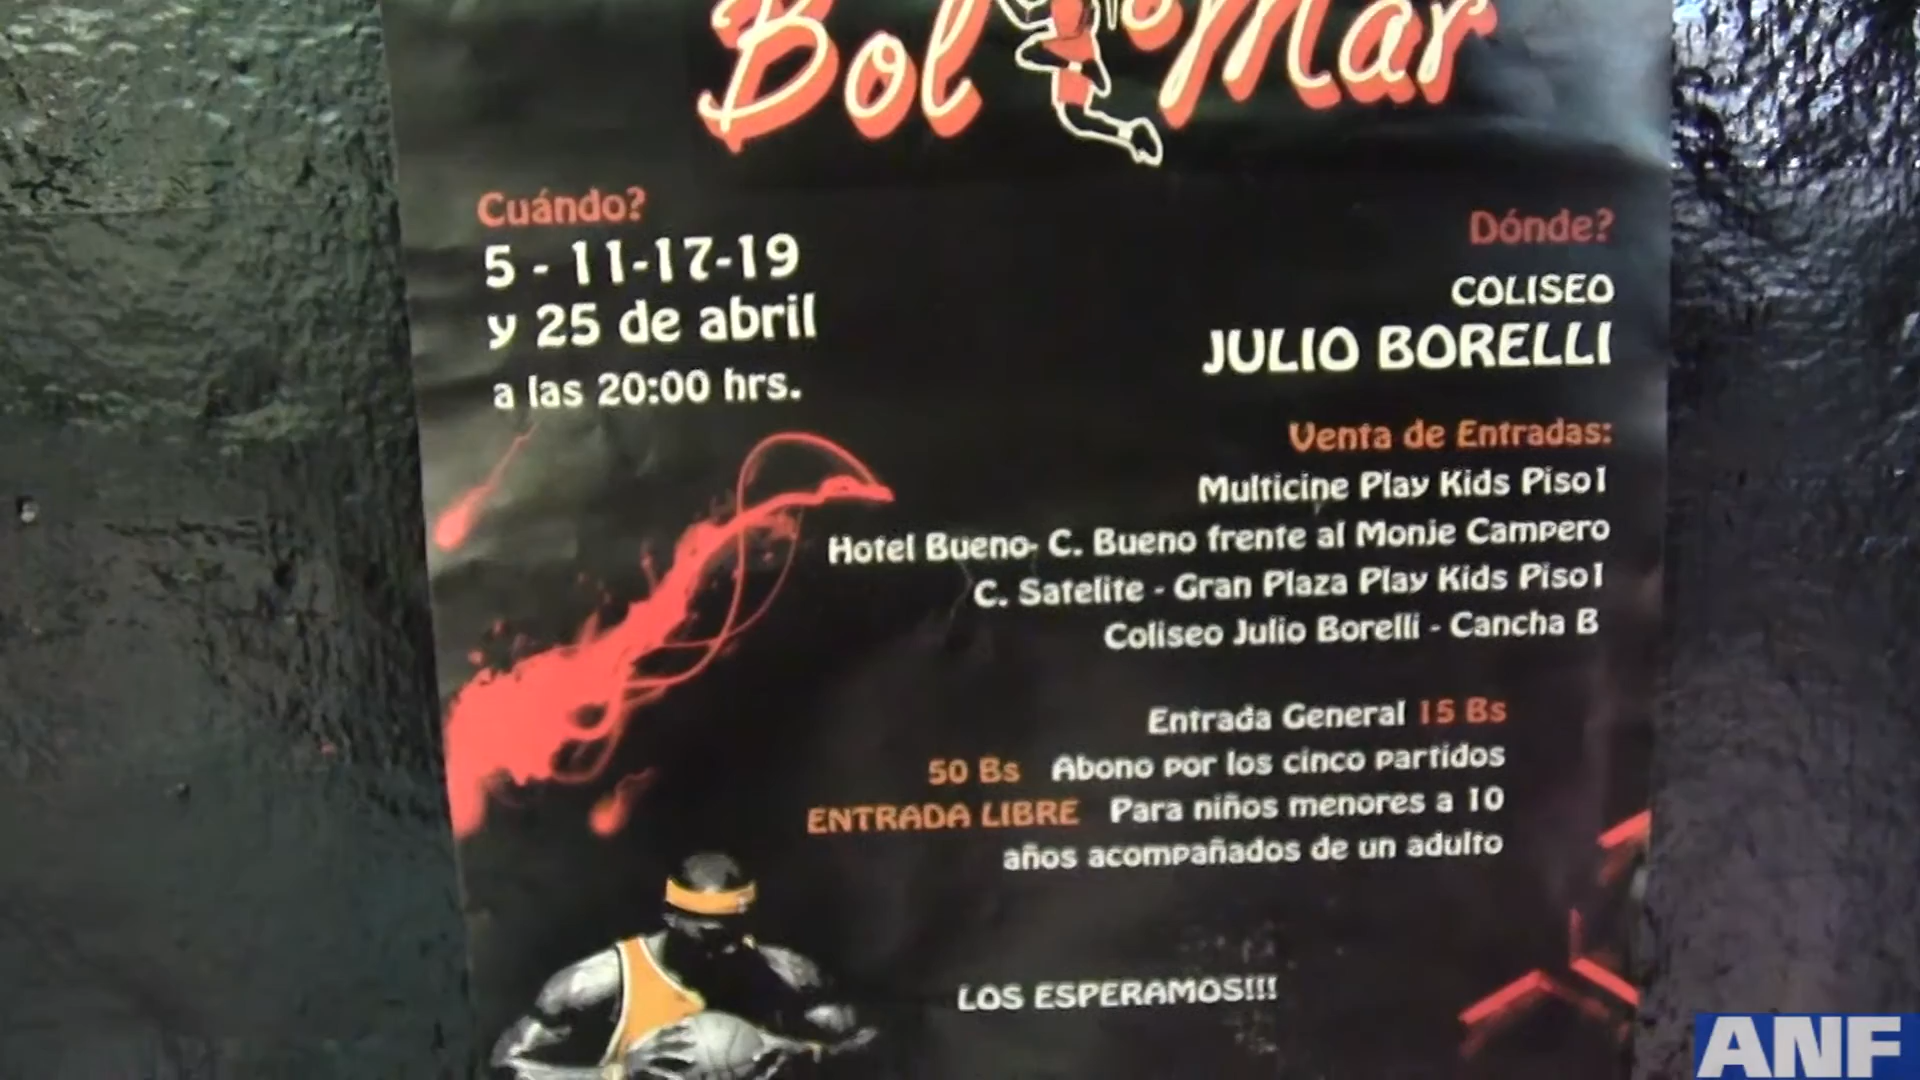 Bol Mar
Cuándo?
5 - 11-17-19
y 25 de abril
a las 20:00 hrs.
Dónde?
COLISEO
JULIO BORELLI
Venta de Entradas:
Multicine Play Kids Piso1
Hotel Bueno- C. Bueno frente al Monje Campero
C. Satelite - Gran Plaza Play Kids Piso1
Coliseo Julio Borelli - Cancha B
Entrada General 15 Bs
50 Bs Abono por los cinco partidos
ENTRADA LIBRE Para niños menores a 10
años acompañados de un adulto
LOS ESPERAMOS!!!
ANF